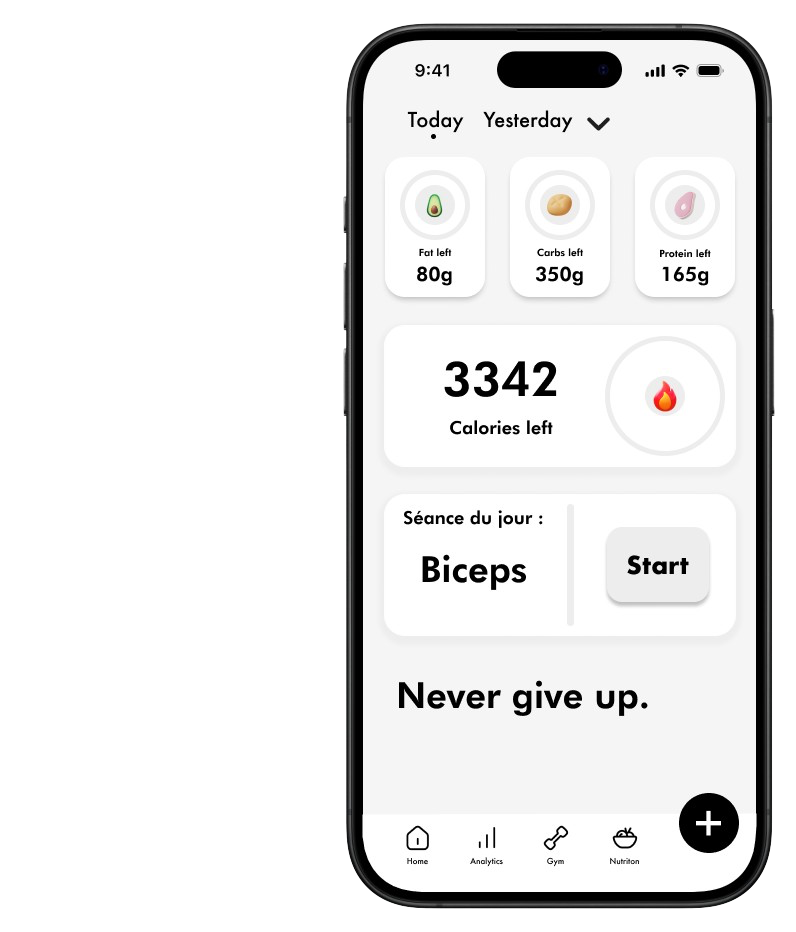 9:41
Today Yesterday
Fat left Carbs left Protein left
80g 350g 165g
3342
Calories left
Séance du jour :
Biceps
Start
Never give up.
Home Analytics Gym Nutriton